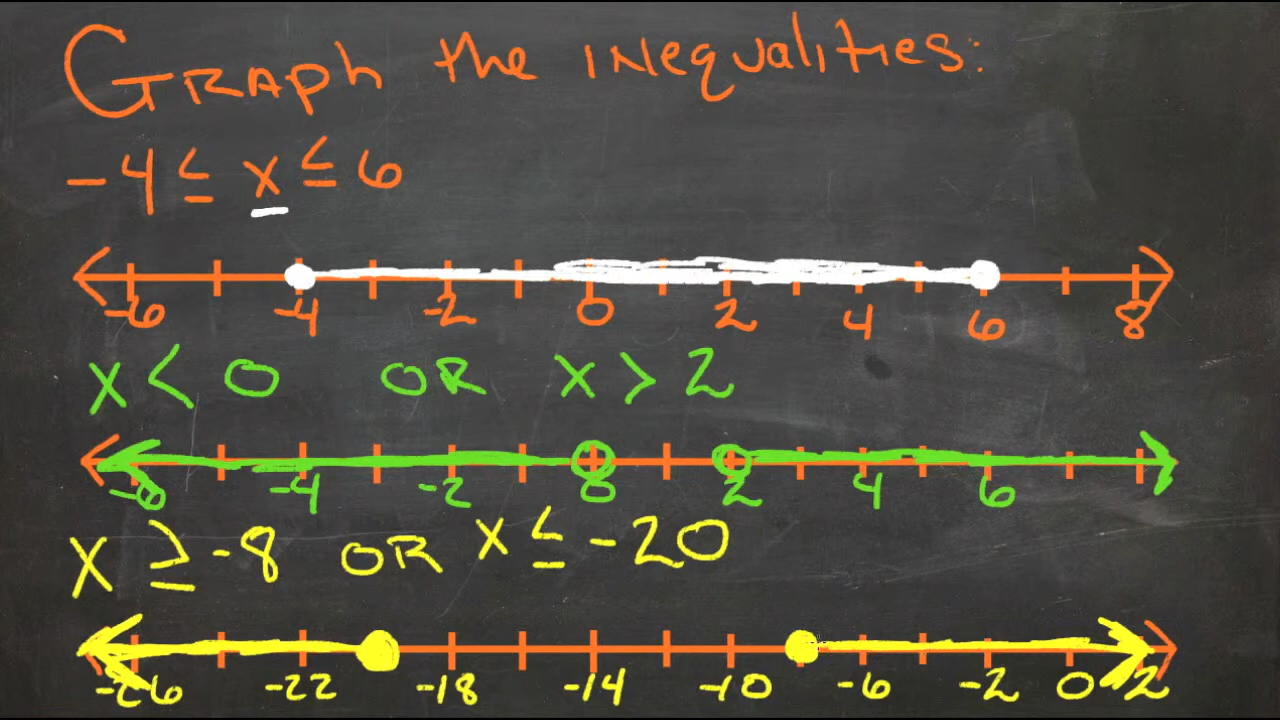 GRAPh the INequalities:
-4 ≤ x ≤ 6
-6 -4 -2 0 2 4 6 8
x < 0 OR x > 2
-6 -4 -2 0 2 4 6
x ≥ -8 OR x ≤ -20
-26 -22 -18 -14 -10 -6 -2 0 2